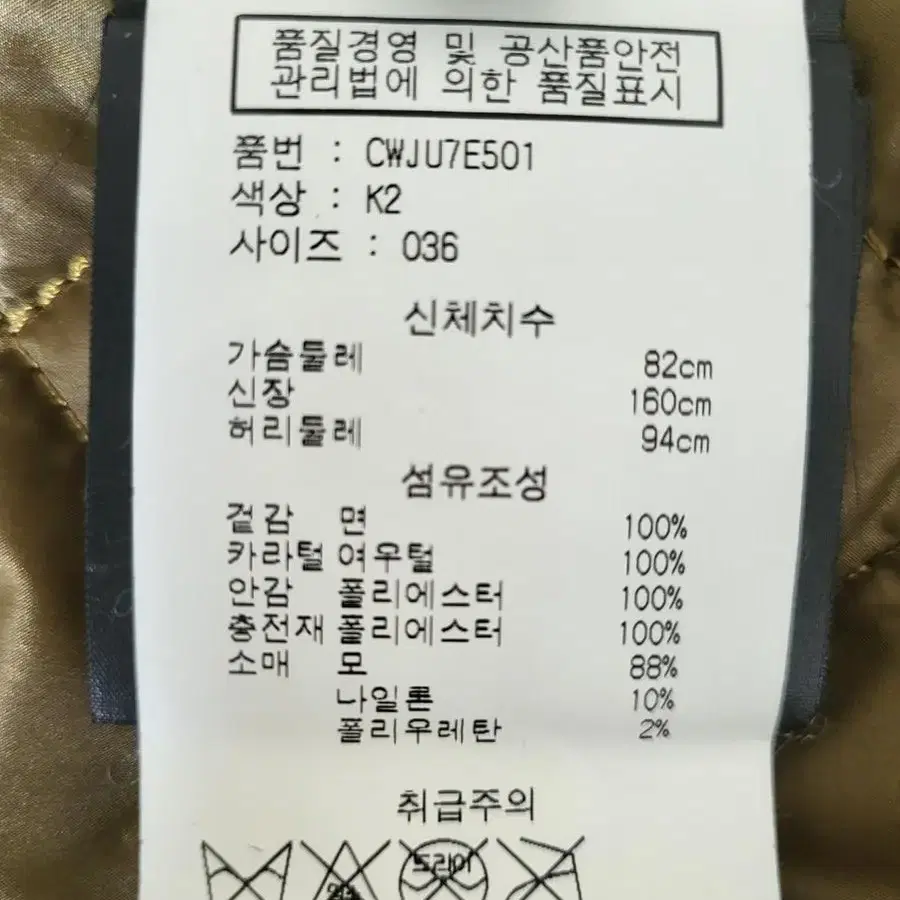 품질경영 및 공산품안전
관리법에 의한 품질표시
품번 : CWJU7E501
색상 : K2
사이즈 : 036
신체치수
가슴둘레 82cm
신장 160cm
허리둘레 94cm
섬유조성
겉감 면 100%
카라털 여우털 100%
안감 폴리에스터 100%
충전재 폴리에스터 100%
소매 모 88%
나일론 10%
폴리우레탄 2%
취급주의
드라이